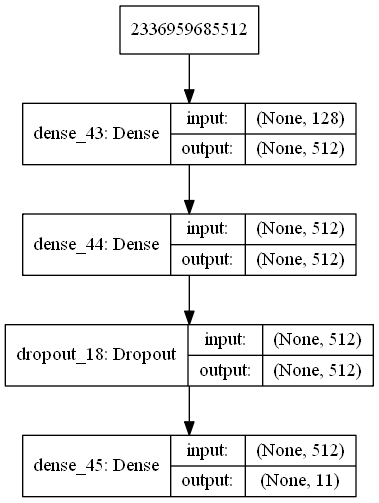 2336959685512
dense_43: Dense
input:
(None, 128)
output:
(None, 512)
dense_44: Dense
input:
(None, 512)
output:
(None, 512)
dropout_18: Dropout
input:
(None, 512)
output:
(None, 512)
dense_45: Dense
input:
(None, 512)
output:
(None, 11)